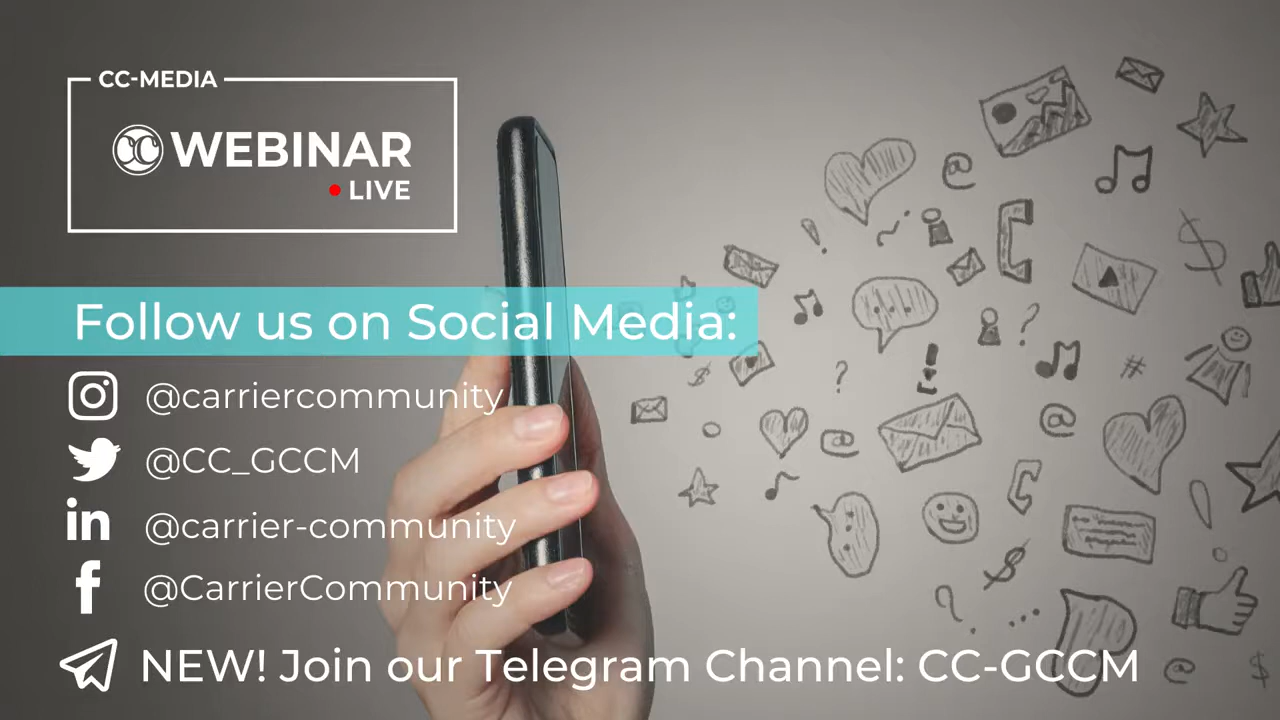 CC-MEDIA
WEBINAR
LIVE
Follow us on Social Media:
@carriercommunity
@CC_GCCM
in @carrier-community
f @CarrierCommunity
NEW! Join our Telegram Channel: CC-GCCM